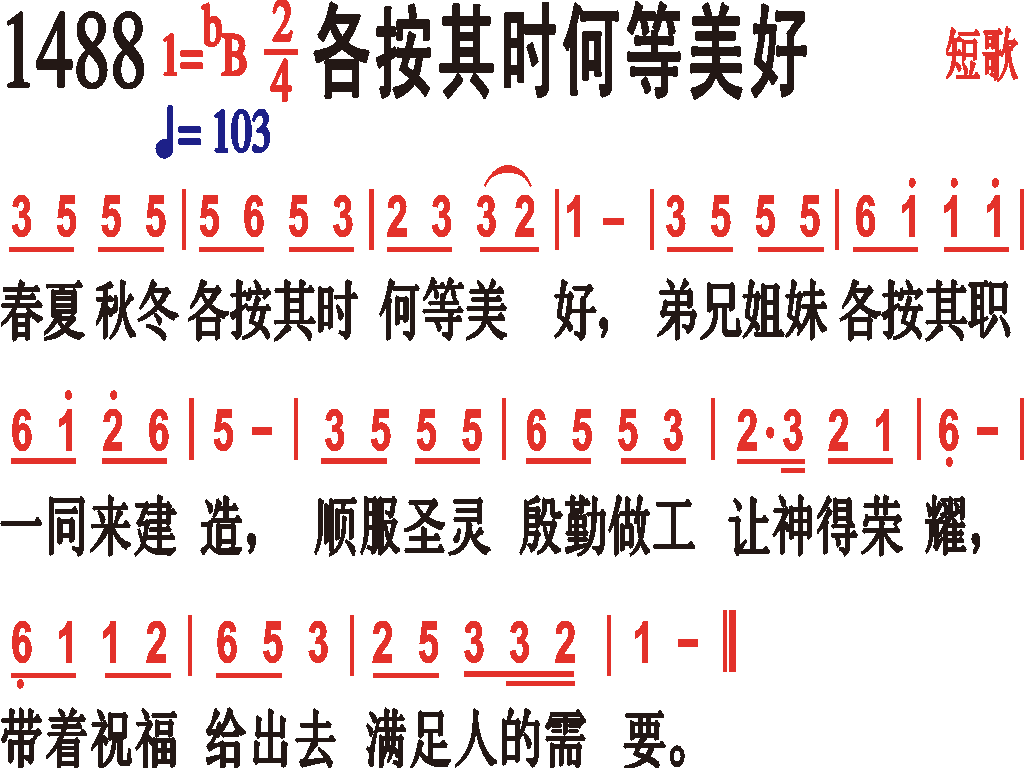 1488 1=bB 2/4 各按其时何等美好 短歌
♩= 103
3 5 5 5 | 5 6 5 3 | 2 3 3 2 | 1 – | 3 5 5 5 | 6 i i i |
春夏 秋冬 各按其时 何等美 好， 弟兄姐妹 各按其职
6 i 2̇ 6 | 5 – | 3 5 5 5 | 6 5 5 3 | 2·3 2 1 | 6̣ – |
一同来建 造， 顺服圣灵 殷勤做工 让神得荣 耀，
6̣ 1 1 2 | 6 5 3 | 2 5 3 3 2 | 1 – ‖
带着祝福 给出去 满足人的需 要。